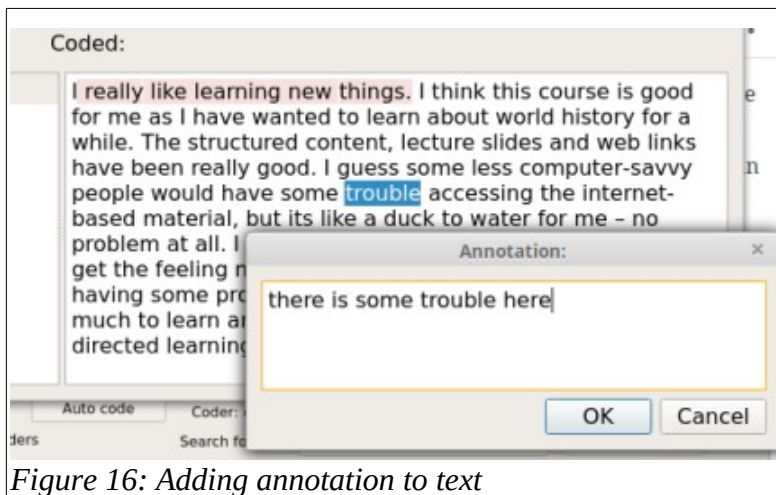 Coded:
I really like learning new things. I think this course is good
for me as I have wanted to learn about world history for a
while. The structured content, lecture slides and web links
have been really good. I guess some less computer-savvy
people would have some trouble accessing the internet-
based material, but its like a duck to water for me – no
problem at all. I
get the feeling
having some
much to learn
directed learning
Annotation:
there is some trouble here
OK Cancel
Auto code
Coder:
Search
Figure 16: Adding annotation to text